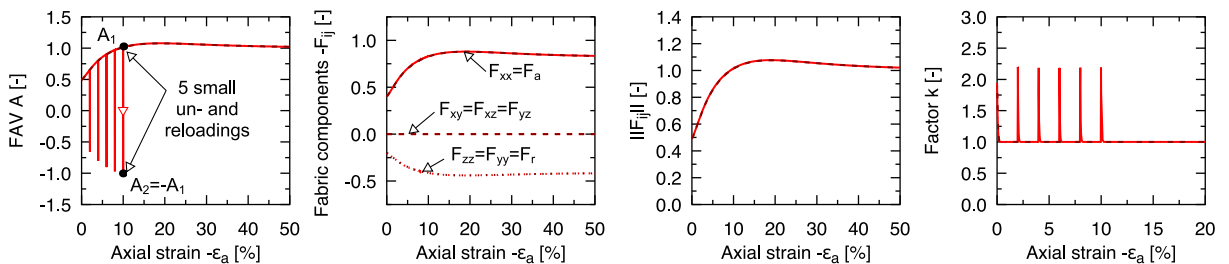 FAV A [-]
1.5
1.0
0.5
0.0
-0.5
-1.0
-1.5
A1
5 small
un- and
reloadings
A2=-A1
0 10 20 30 40 50
Axial strain -εa [%]
Fabric components -Fij [-]
1.0
0.5
0.0
-0.5
Fxx=Fa
Fxy=Fxz=Fyz
Fzz=Fyy=Fr
0 10 20 30 40 50
Axial strain -εa [%]
||Fij|| [-]
1.4
1.2
1.0
0.8
0.6
0.4
0.2
0.0
0 10 20 30 40 50
Axial strain -εa [%]
Factor k [-]
3.0
2.5
2.0
1.5
1.0
0.5
0.0
0 5 10 15 20
Axial strain -εa [%]